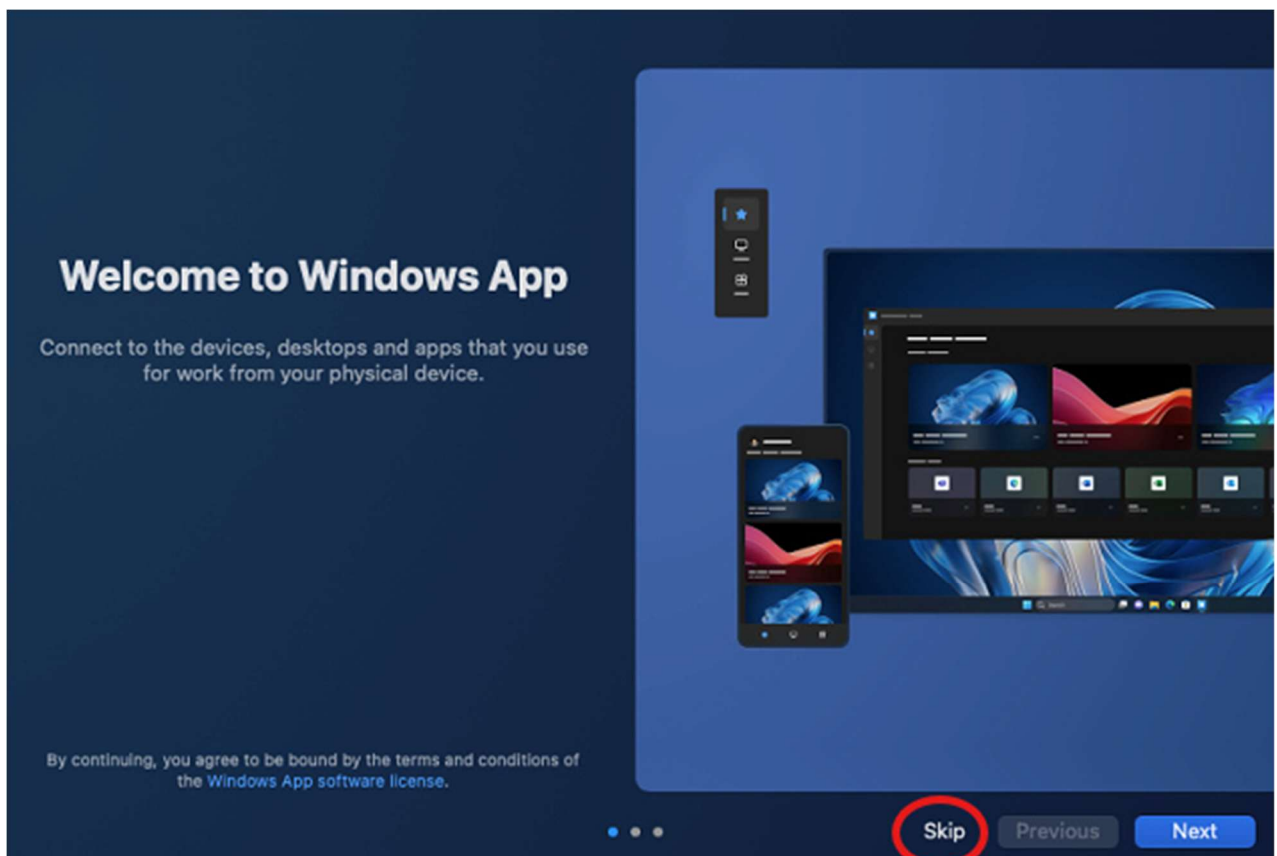 Welcome to Windows App
Connect to the devices, desktops and apps that you use
for work from your physical device.
By continuing, you agree to be bound by the terms and conditions of
the Windows App software license.
Skip
Previous
Next